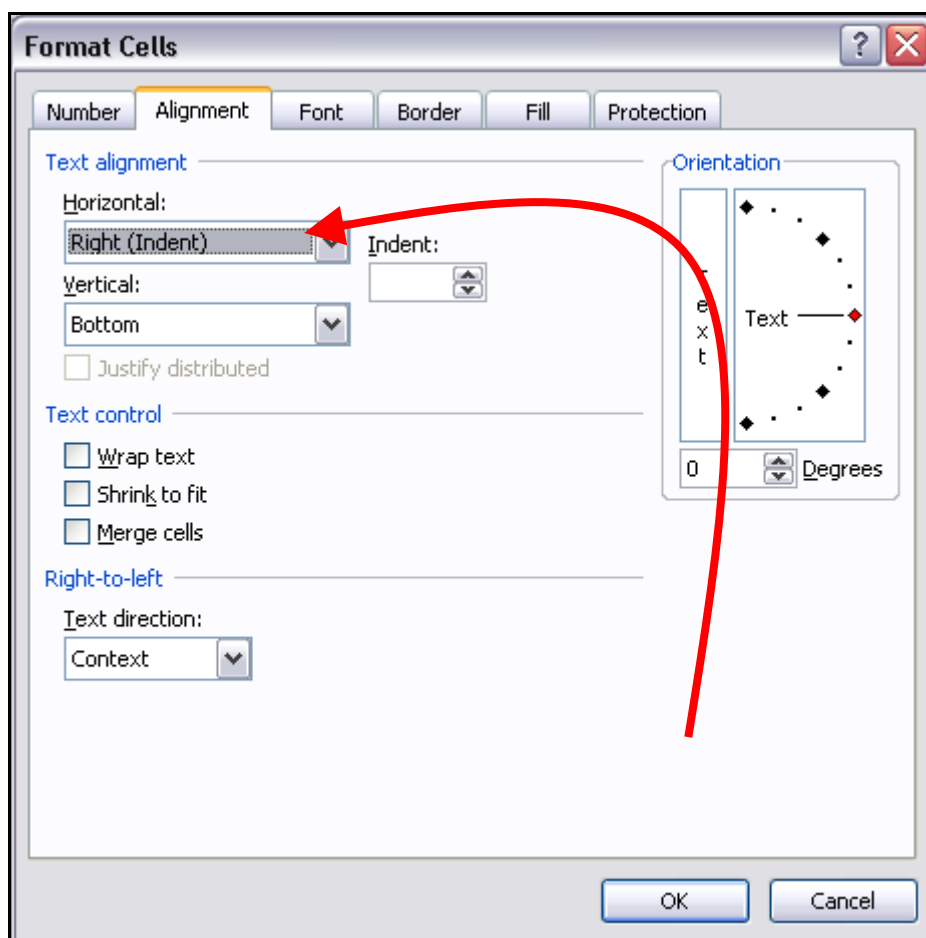 Format Cells
Number Alignment Font Border Fill Protection
Text alignment
Horizontal:
Right (Indent)
Indent:
Vertical:
Bottom
Justify distributed
Text control
Wrap text
Shrink to fit
Merge cells
Right-to-left
Text direction:
Context
Orientation
Text
Text
0 Degrees
OK Cancel